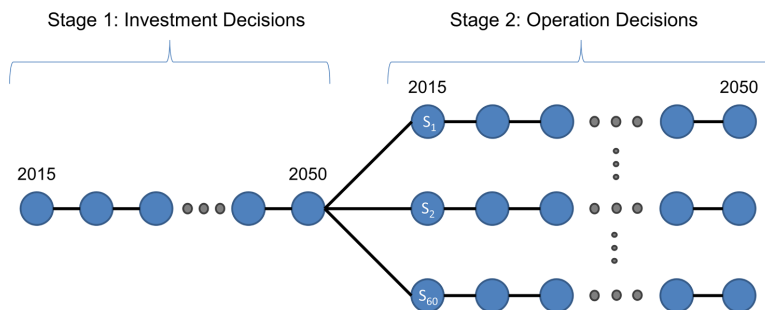 Stage 1: Investment Decisions
Stage 2: Operation Decisions
2015
2050
S1
2015
2050
S2
S60